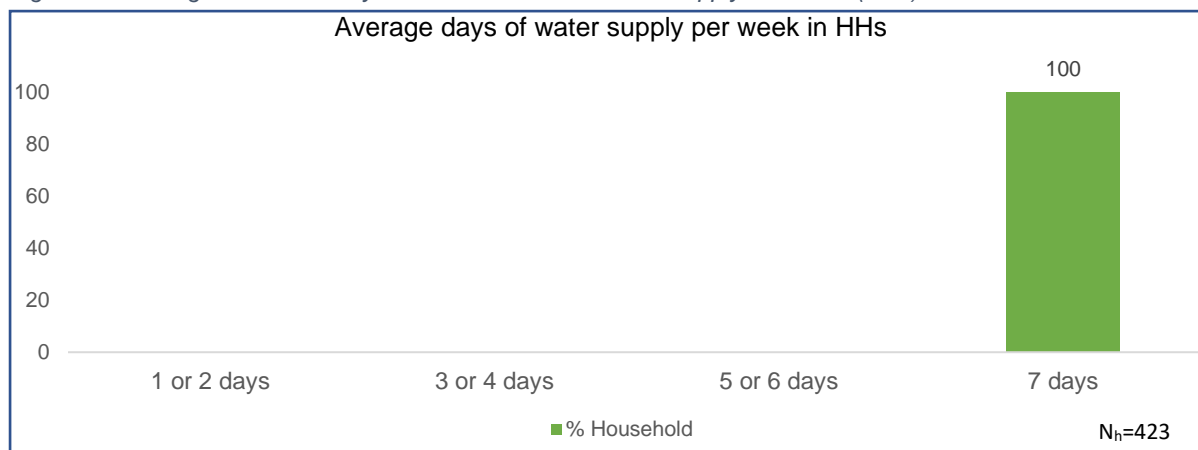 Average days of water supply per week in HHs
100
100
80
60
40
20
0
1 or 2 days
3 or 4 days
5 or 6 days
7 days
% Household
Nₕ=423